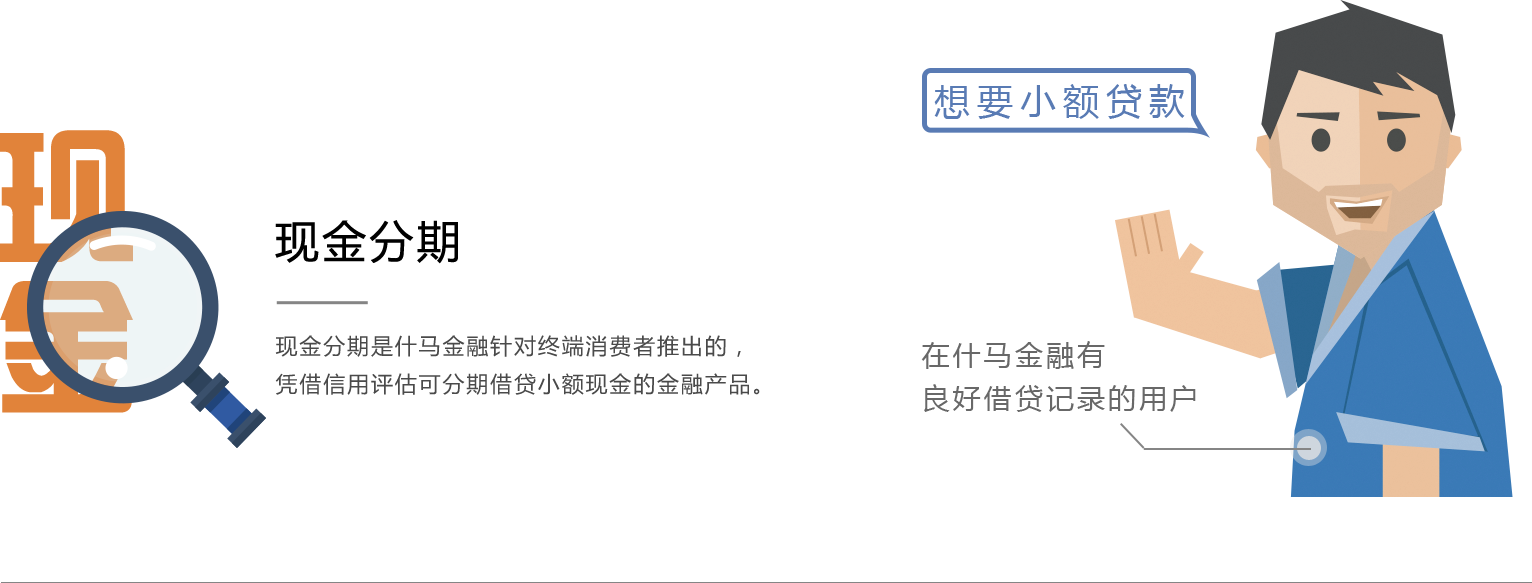 现金
现金分期
现金分期是什马金融针对终端消费者推出的，
凭借信用评估可分期借贷小额现金的金融产品。
想要小额贷款
在什马金融有
良好借贷记录的用户